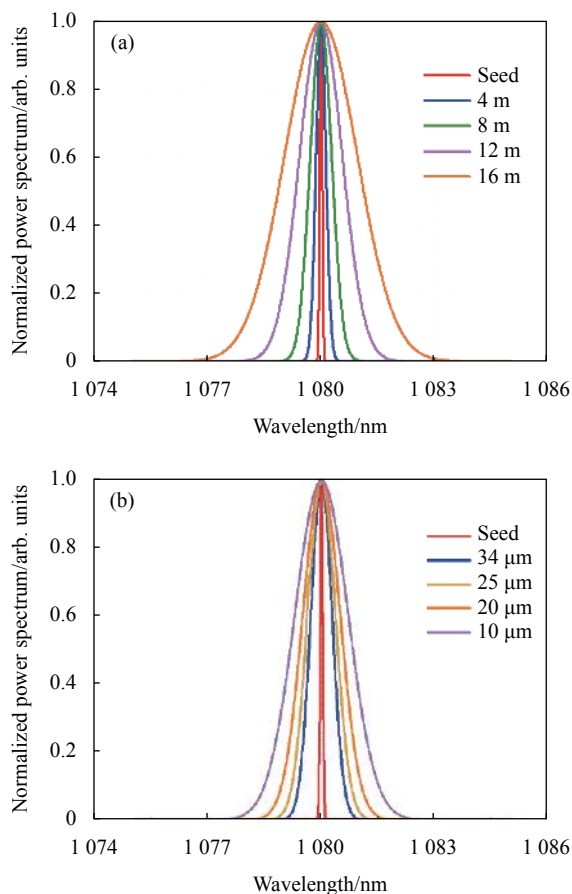 (a)
Normalized power spectrum/arb. units
1.0
0.8
0.6
0.4
0.2
0
Seed
4 m
8 m
12 m
16 m
1 074 1 077 1 080 1 083 1 086
Wavelength/nm
(b)
Normalized power spectrum/arb. units
1.0
0.8
0.6
0.4
0.2
0
Seed
34 μm
25 μm
20 μm
10 μm
1 074 1 077 1 080 1 083 1 086
Wavelength/nm